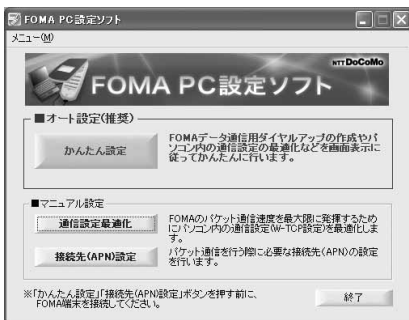 FOMA PC設定ソフト
メニュー(M)
NTT DoCoMo
FOMA PC設定ソフト
■オート設定(推奨)
かんたん設定
FOMAデータ通信用ダイヤルアップの作成やパ
ソコン内の通信設定の最適化などを画面表示に
従ってかんたんに行います。
■マニュアル設定
通信設定最適化
FOMAのパケット通信速度を最大限に発揮するため
にパソコン内の通信設定(W-TCP設定)を最適化しま
す。
接続先(APN)設定
パケット通信を行う際に必要な接続先(APN)の設定
を行います。
※「かんたん設定」「接続先(APN)設定」ボタンを押す前に、
FOMA端末を接続してください。
終了